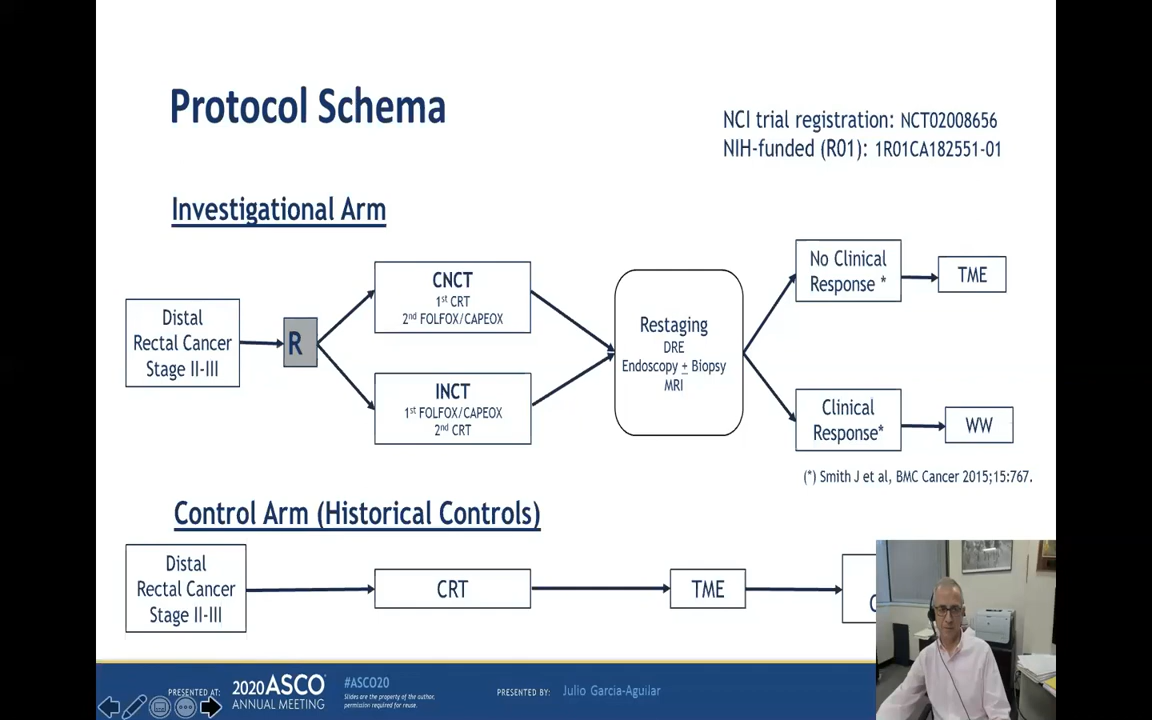 Protocol Schema
NCI trial registration: NCT02008656
NIH-funded (R01): 1R01CA182551-01
Investigational Arm
Distal
Rectal Cancer
Stage II-III
R
CNCT
1st CRT
2nd FOLFOX/CAPEOX
INCT
1st FOLFOX/CAPEOX
2nd CRT
Restaging
DRE
Endoscopy ± Biopsy
MRI
No Clinical
Response *
TME
Clinical
Response*
WW
(*) Smith J et al, BMC Cancer 2015;15:767.
Control Arm (Historical Controls)
Distal
Rectal Cancer
Stage II-III
CRT
TME
PRESENTED AT:
2020 ASCO®
ANNUAL MEETING
#ASCO20
Slides are the property of the author,
permission required for reuse.
PRESENTED BY:
Julio Garcia-Aguilar